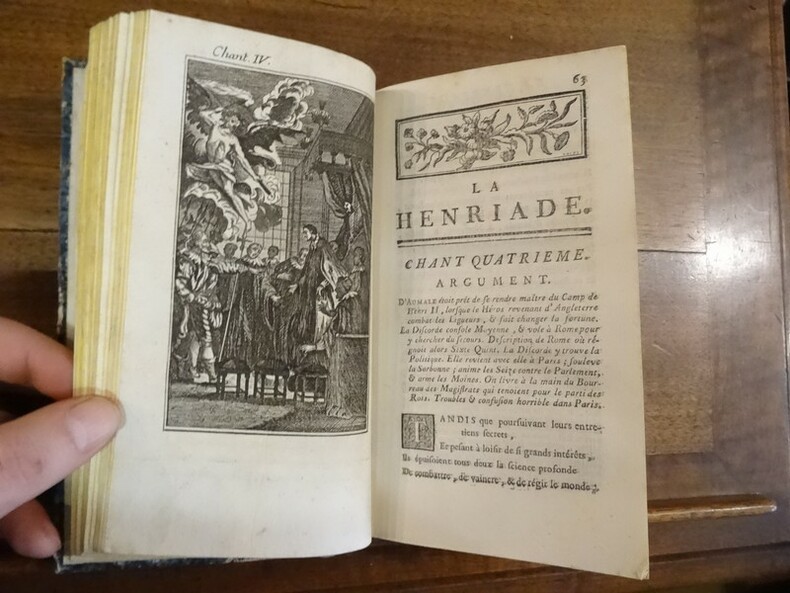 Chant. IV.
63
LA
HENRIADE.
CHANT QUATRIEME.
ARGUMENT.
D'AUMALE étoit prêt de se rendre maître du Camp de
Henri II, lorsque le Héros revenant d'Angleterre
combat les Ligueurs, & fait changer la fortune.
La Discorde console Mayenne, & vole à Rome pour
y chercher du secours. Description de Rome où ré-
gnoit alors Sixte Quint. La Discorde y trouve la
Politique. Elle revient avec elle à Paris; souleve
la Sorbonne; anime les Seize contre le Parlement,
& arme les Moines. On livre à la main du Bour-
reau des Magistrats qui tenoient pour le parti des
Rois. Troubles & confusion horrible dans Paris.
TANDIS que poursuivant leurs entre-
tiens secrets,
Et pesant à loisir de si grands intérêts,
Ils épuisoient tous deux la science profonde
De combattre, de vaincre, & de régir le monde;